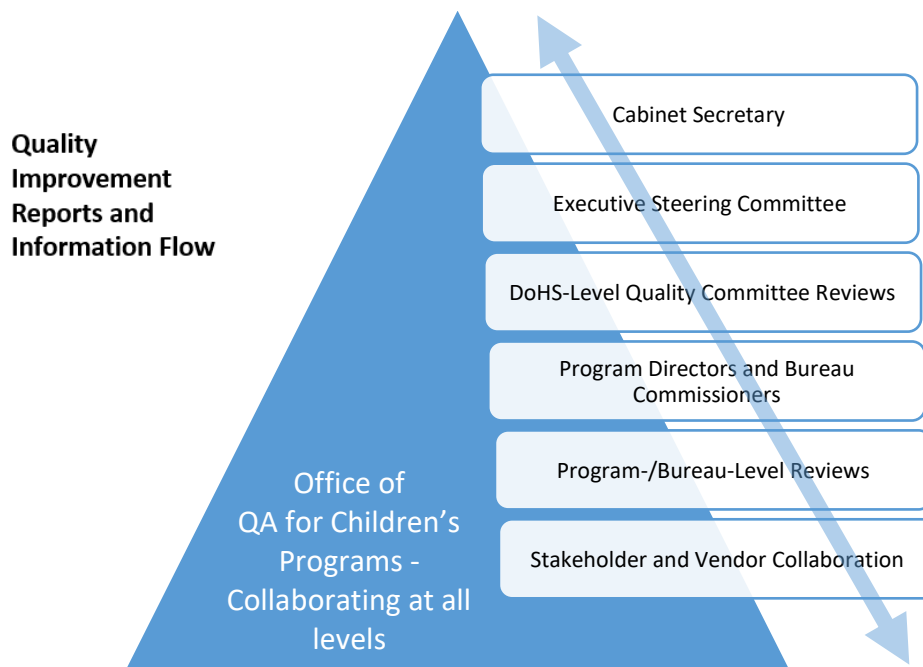 Quality
Improvement
Reports and
Information Flow
Cabinet Secretary
Executive Steering Committee
DoHS-Level Quality Committee Reviews
Program Directors and Bureau
Commissioners
Program-/Bureau-Level Reviews
Stakeholder and Vendor Collaboration
Office of
QA for Children’s
Programs -
Collaborating at all
levels